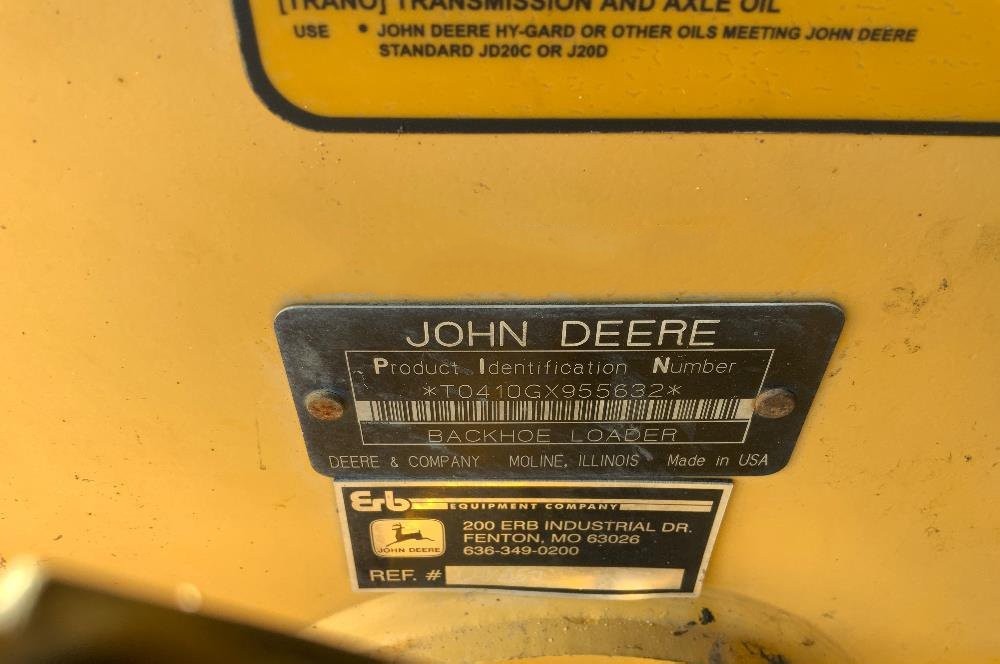 [TRANO] TRANSMISSION AND AXLE OIL
USE • JOHN DEERE HY-GARD OR OTHER OILS MEETING JOHN DEERE
STANDARD JD20C OR J20D
JOHN DEERE
Product Identification Number
*T0410GX955632*
BACKHOE LOADER
DEERE & COMPANY MOLINE, ILLINOIS Made in USA
Erb
EQUIPMENT COMPANY
200 ERB INDUSTRIAL DR.
FENTON, MO 63026
636-349-0200
JOHN DEERE
REF. #